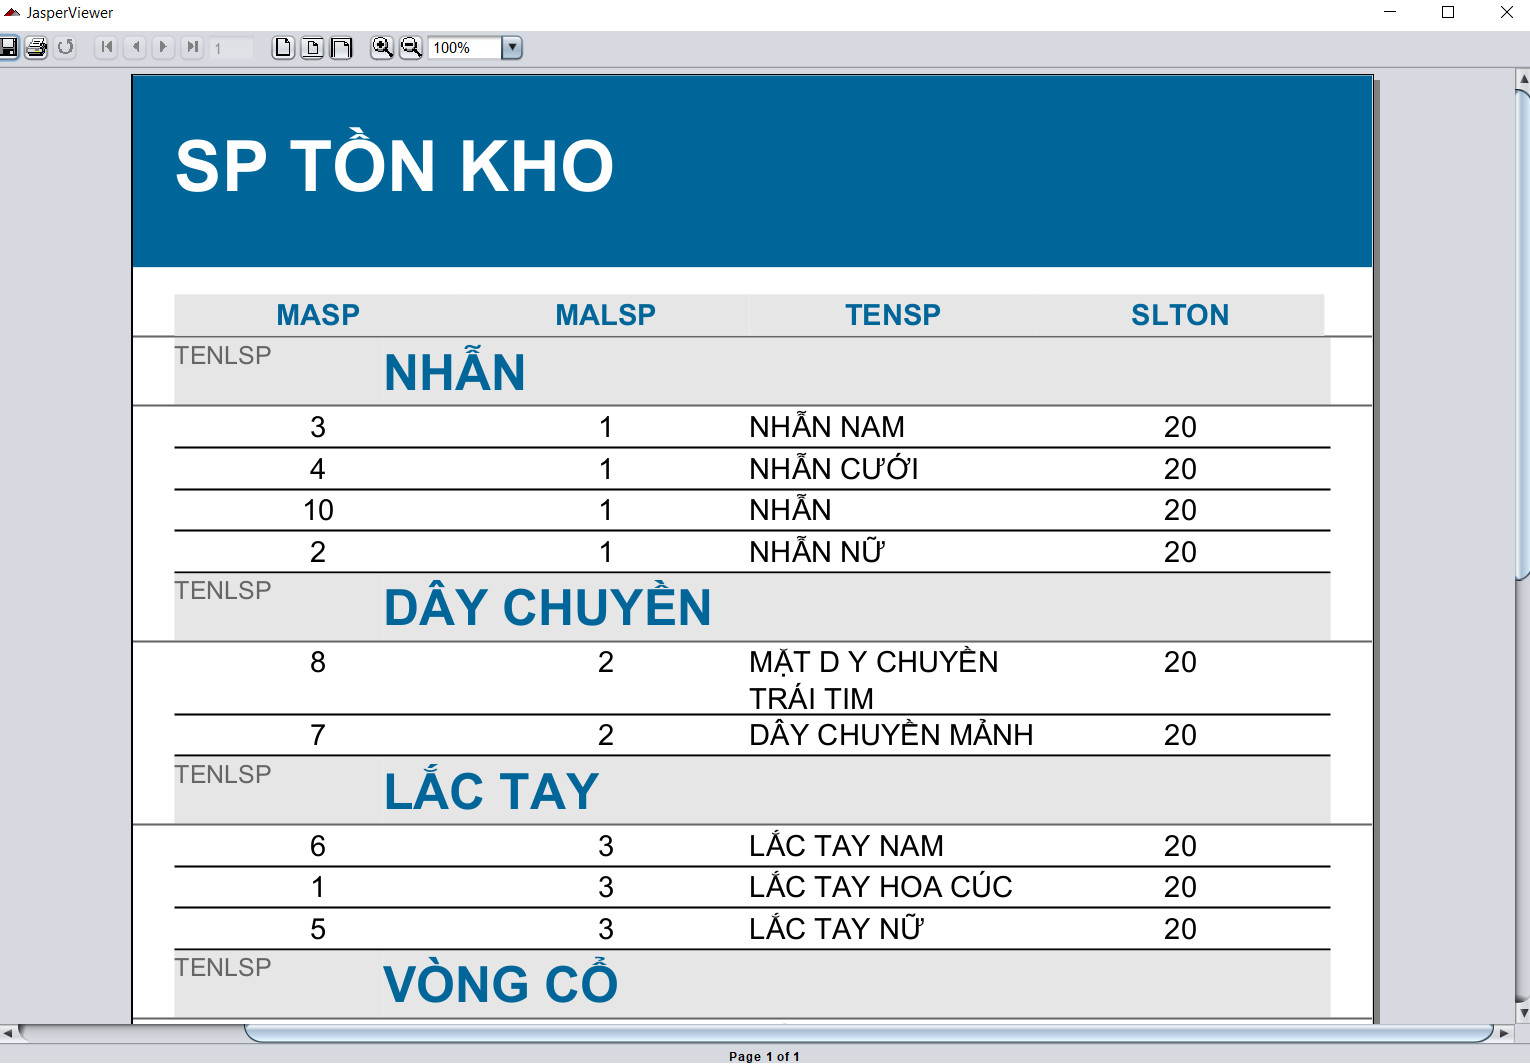 JasperViewer
1
100%
SP TỒN KHO
MASP MALSP TENSP SLTON
TENLSP NHẪN
3 1 NHẪN NAM 20
4 1 NHẪN CƯỚI 20
10 1 NHẪN 20
2 1 NHẪN NỮ 20
TENLSP DÂY CHUYỀN
8 2 MẶT D Y CHUYỀN 20
TRÁI TIM
7 2 DÂY CHUYỀN MẢNH 20
TENLSP LẮC TAY
6 3 LẮC TAY NAM 20
1 3 LẮC TAY HOA CÚC 20
5 3 LẮC TAY NỮ 20
TENLSP VÒNG CỔ
Page 1 of 1